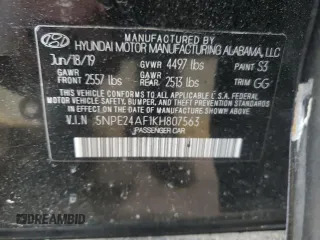 MANUFACTURED BY
HYUNDAI MOTOR MANUFACTURING ALABAMA, LLC
Jun/18/19 GVWR 4497 lbs PAINT S3
GAWR FRONT 2557 lbs GAWR REAR 2513 lbs TRIM GG
THIS VEHICLE CONFORMS TO ALL APPLICABLE U.S.A. FEDERAL
MOTOR VEHICLE SAFETY, BUMPER, AND THEFT PREVENTION
STANDARDS IN EFFECT ON THE DATE OF MANUFACTURE SHOWN ABOVE.
V.I.N 5NPE24AF1KH807563
PASSENGER CAR
DREAMBID